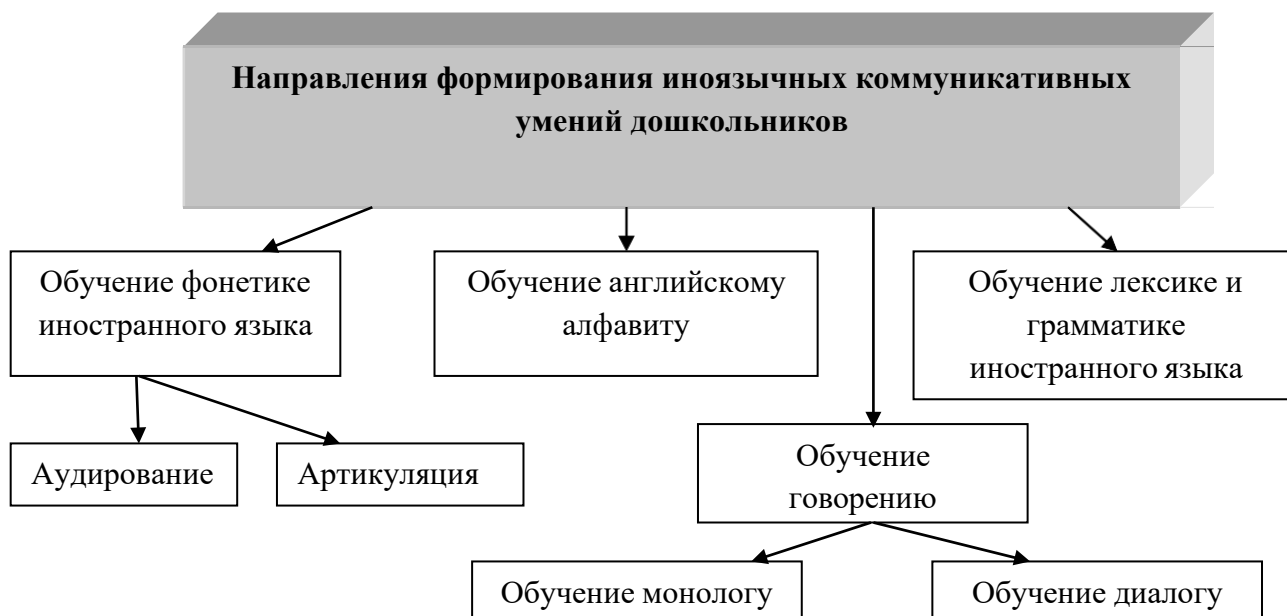 Направления формирования иноязычных коммуникативных
умений дошкольников
Обучение фонетике
иностранного языка
Обучение английскому
алфавиту
Обучение лексике и
грамматике
иностранного языка
Аудирование
Артикуляция
Обучение
говорению
Обучение монологу
Обучение диалогу